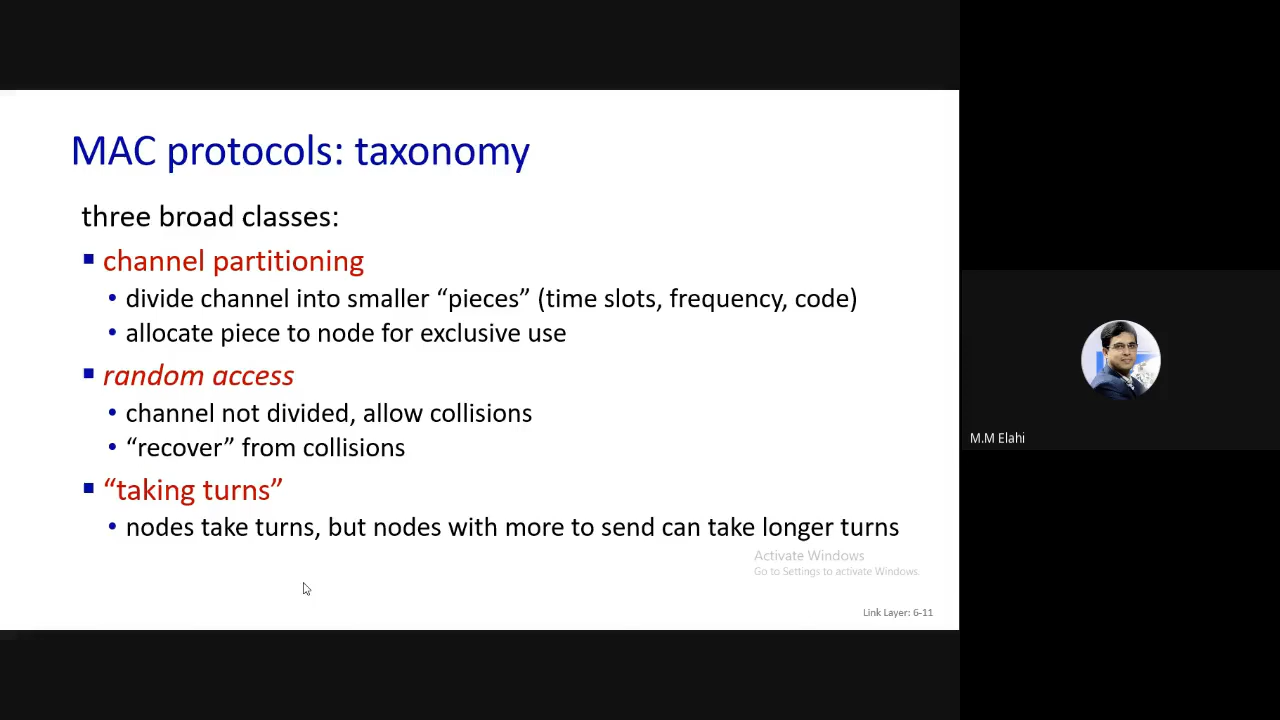 MAC protocols: taxonomy
three broad classes:
▪ channel partitioning
• divide channel into smaller “pieces” (time slots, frequency, code)
• allocate piece to node for exclusive use
▪ random access
• channel not divided, allow collisions
• “recover” from collisions
▪ “taking turns”
• nodes take turns, but nodes with more to send can take longer turns
Activate Windows
Go to Settings to activate Windows.
Link Layer: 6-11
M.M Elahi